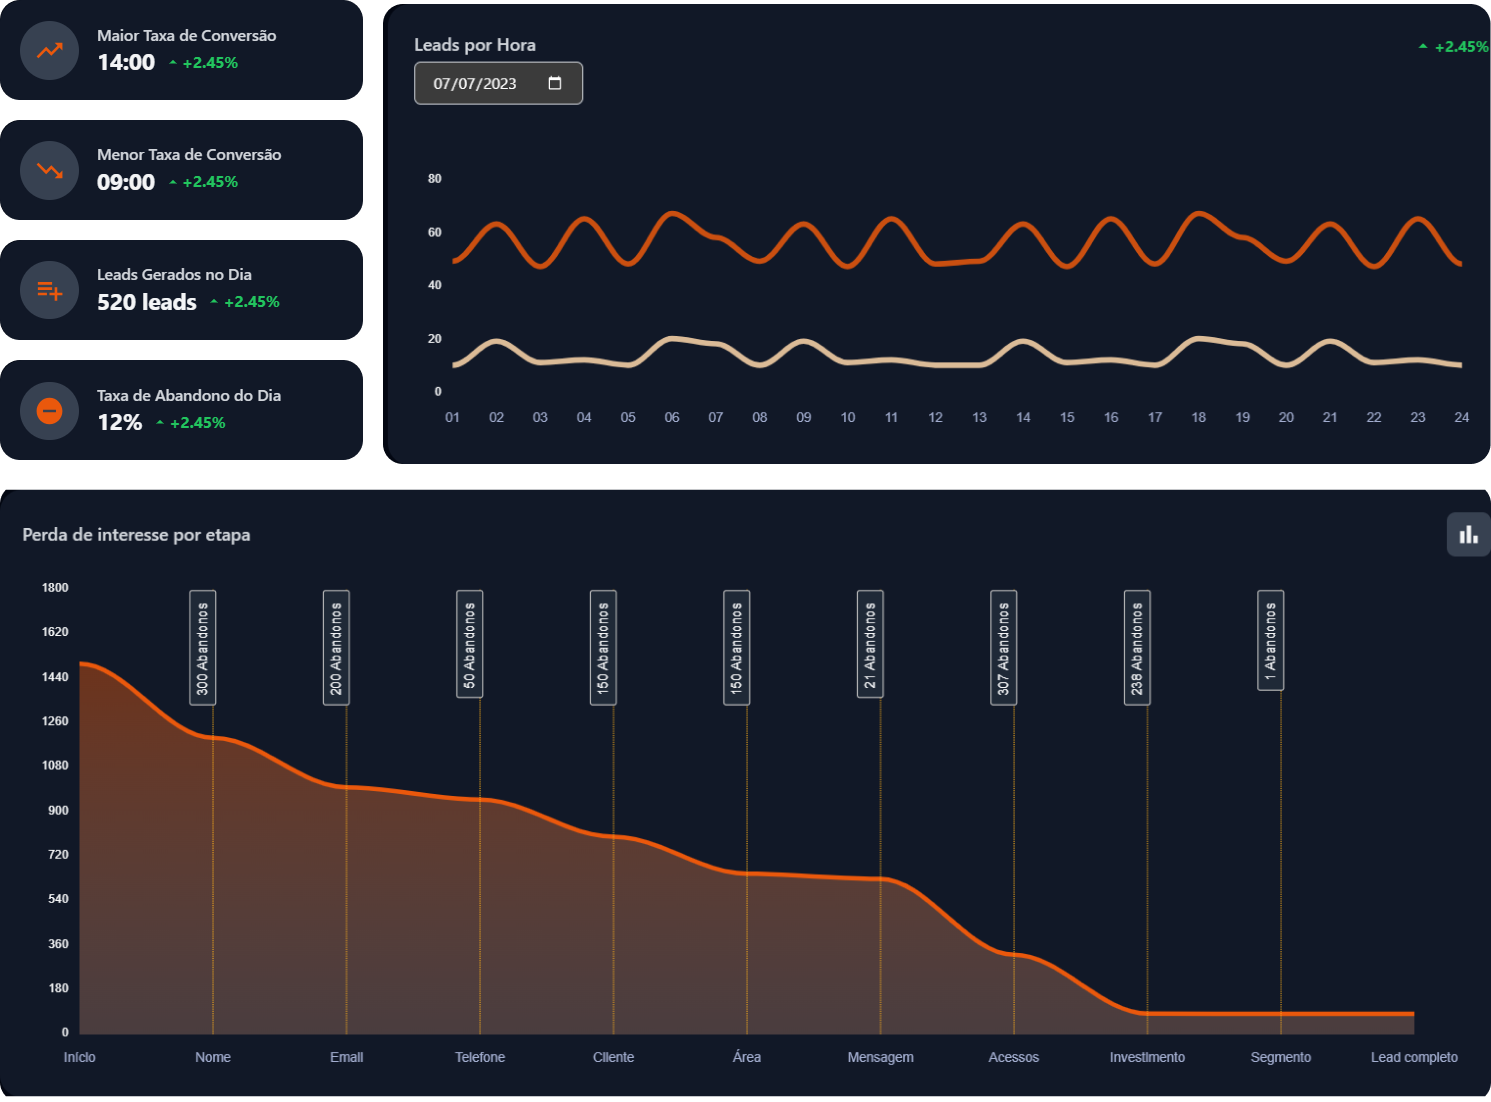 Maior Taxa de Conversão
14:00 +2.45%
Menor Taxa de Conversão
09:00 +2.45%
Leads Gerados no Dia
520 leads +2.45%
Taxa de Abandono do Dia
12% +2.45%
Leads por Hora
+2.45%
07/07/2023
80
60
40
20
0
01 02 03 04 05 06 07 08 09 10 11 12 13 14 15 16 17 18 19 20 21 22 23 24
Perda de interesse por etapa
1800
1620
1440
1260
1080
900
720
540
360
180
0
300 Abandonos
200 Abandonos
50 Abandonos
150 Abandonos
150 Abandonos
21 Abandonos
307 Abandonos
238 Abandonos
1 Abandonos
Início Nome Email Telefone Cliente Área Mensagem Acessos Investimento Segmento Lead completo